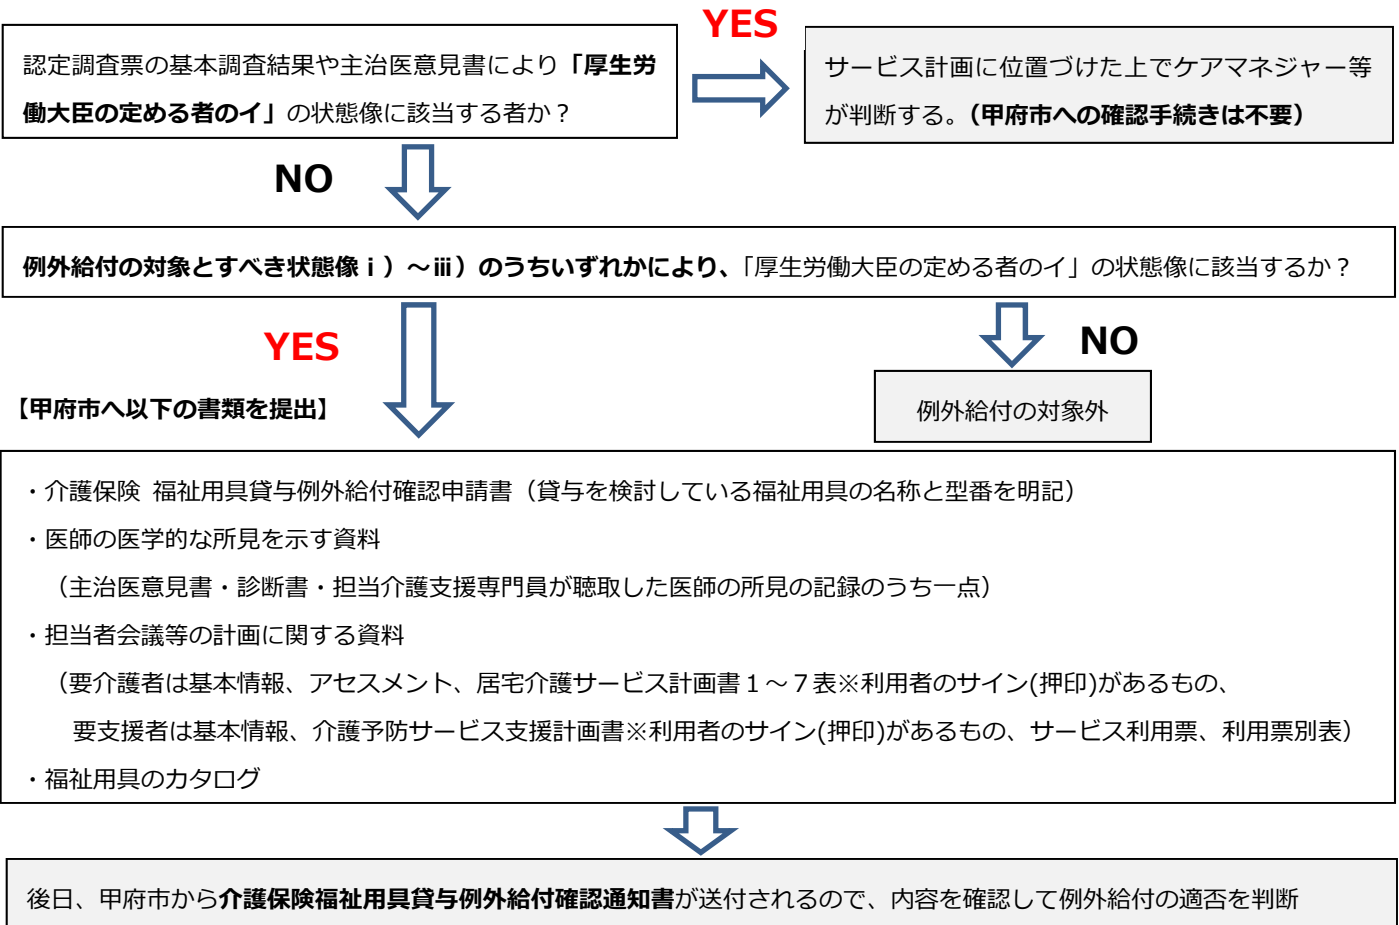 YES
認定調査票の基本調査結果や主治医意見書により「厚生労
働大臣の定める者のイ」の状態像に該当する者か？
サービス計画に位置づけた上でケアマネジャー等
が判断する。（甲府市への確認手続きは不要）
NO
例外給付の対象とすべき状態像ⅰ）～ⅲ）のうちいずれかにより、「厚生労働大臣の定める者のイ」の状態像に該当するか？
YES
NO
【甲府市へ以下の書類を提出】
例外給付の対象外
・介護保険 福祉用具貸与例外給付確認申請書（貸与を検討している福祉用具の名称と型番を明記）
・医師の医学的な所見を示す資料
（主治医意見書・診断書・担当介護支援専門員が聴取した医師の所見の記録のうち一点）
・担当者会議等の計画に関する資料
（要介護者は基本情報、アセスメント、居宅介護サービス計画書１～７表※利用者のサイン(押印)があるもの、
要支援者は基本情報、介護予防サービス支援計画書※利用者のサイン(押印)があるもの、サービス利用票、利用票別表）
・福祉用具のカタログ
後日、甲府市から介護保険福祉用具貸与例外給付確認通知書が送付されるので、内容を確認して例外給付の適否を判断